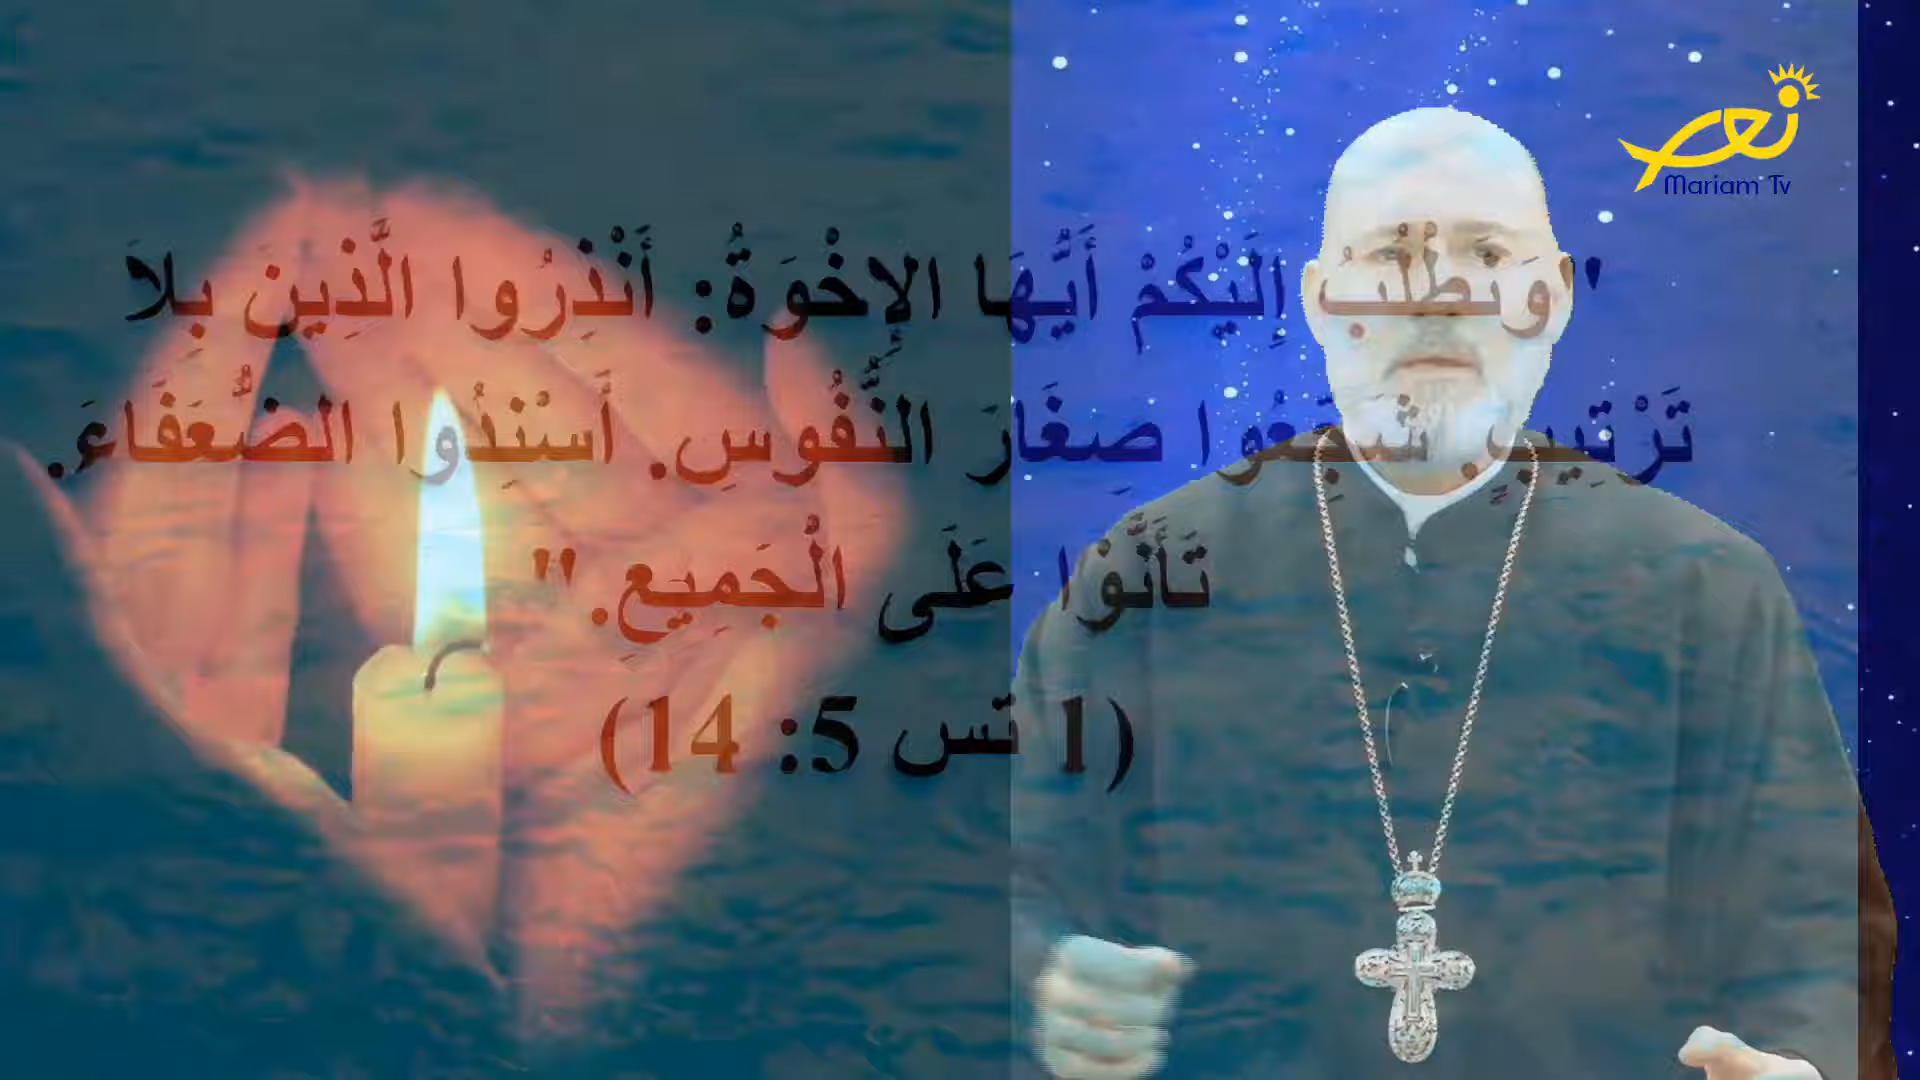 "وَنَطْلُبُ إِلَيْكُمْ أَيُّهَا الإِخْوَةُ: أَنْذِرُوا الَّذِينَ بِلاَ
تَرْتِيبٍ. شَجِّعُوا صِغَارَ النُّفُوسِ. أَسْنِدُوا الضُّعَفَاءَ.
تَأَنَّوْا عَلَى الْجَمِيعِ."
(1 تس 5: 14)
Mariam Tv